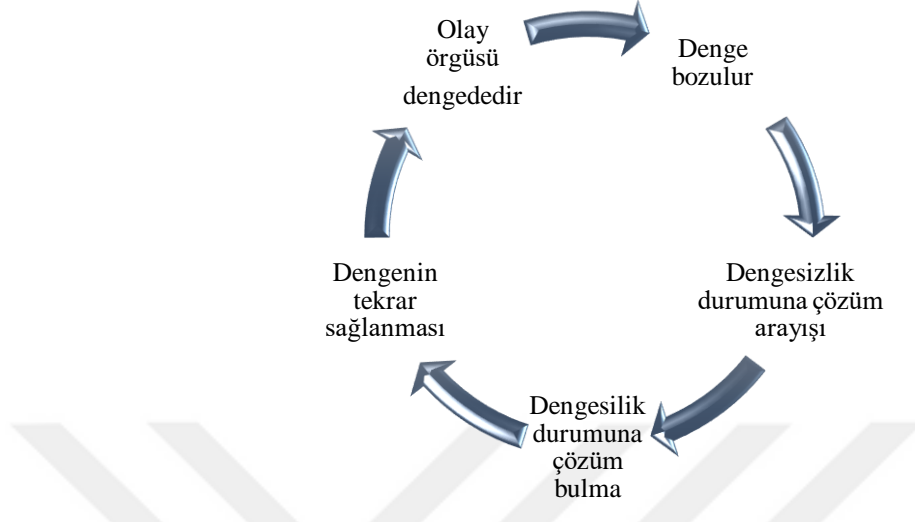 Olay
örgüsü
dengededir
Denge
bozulur
Dengesizlik
durumuna çözüm
arayışı
Dengesilik
durumuna
çözüm
bulma
Dengenin
tekrar
sağlanması